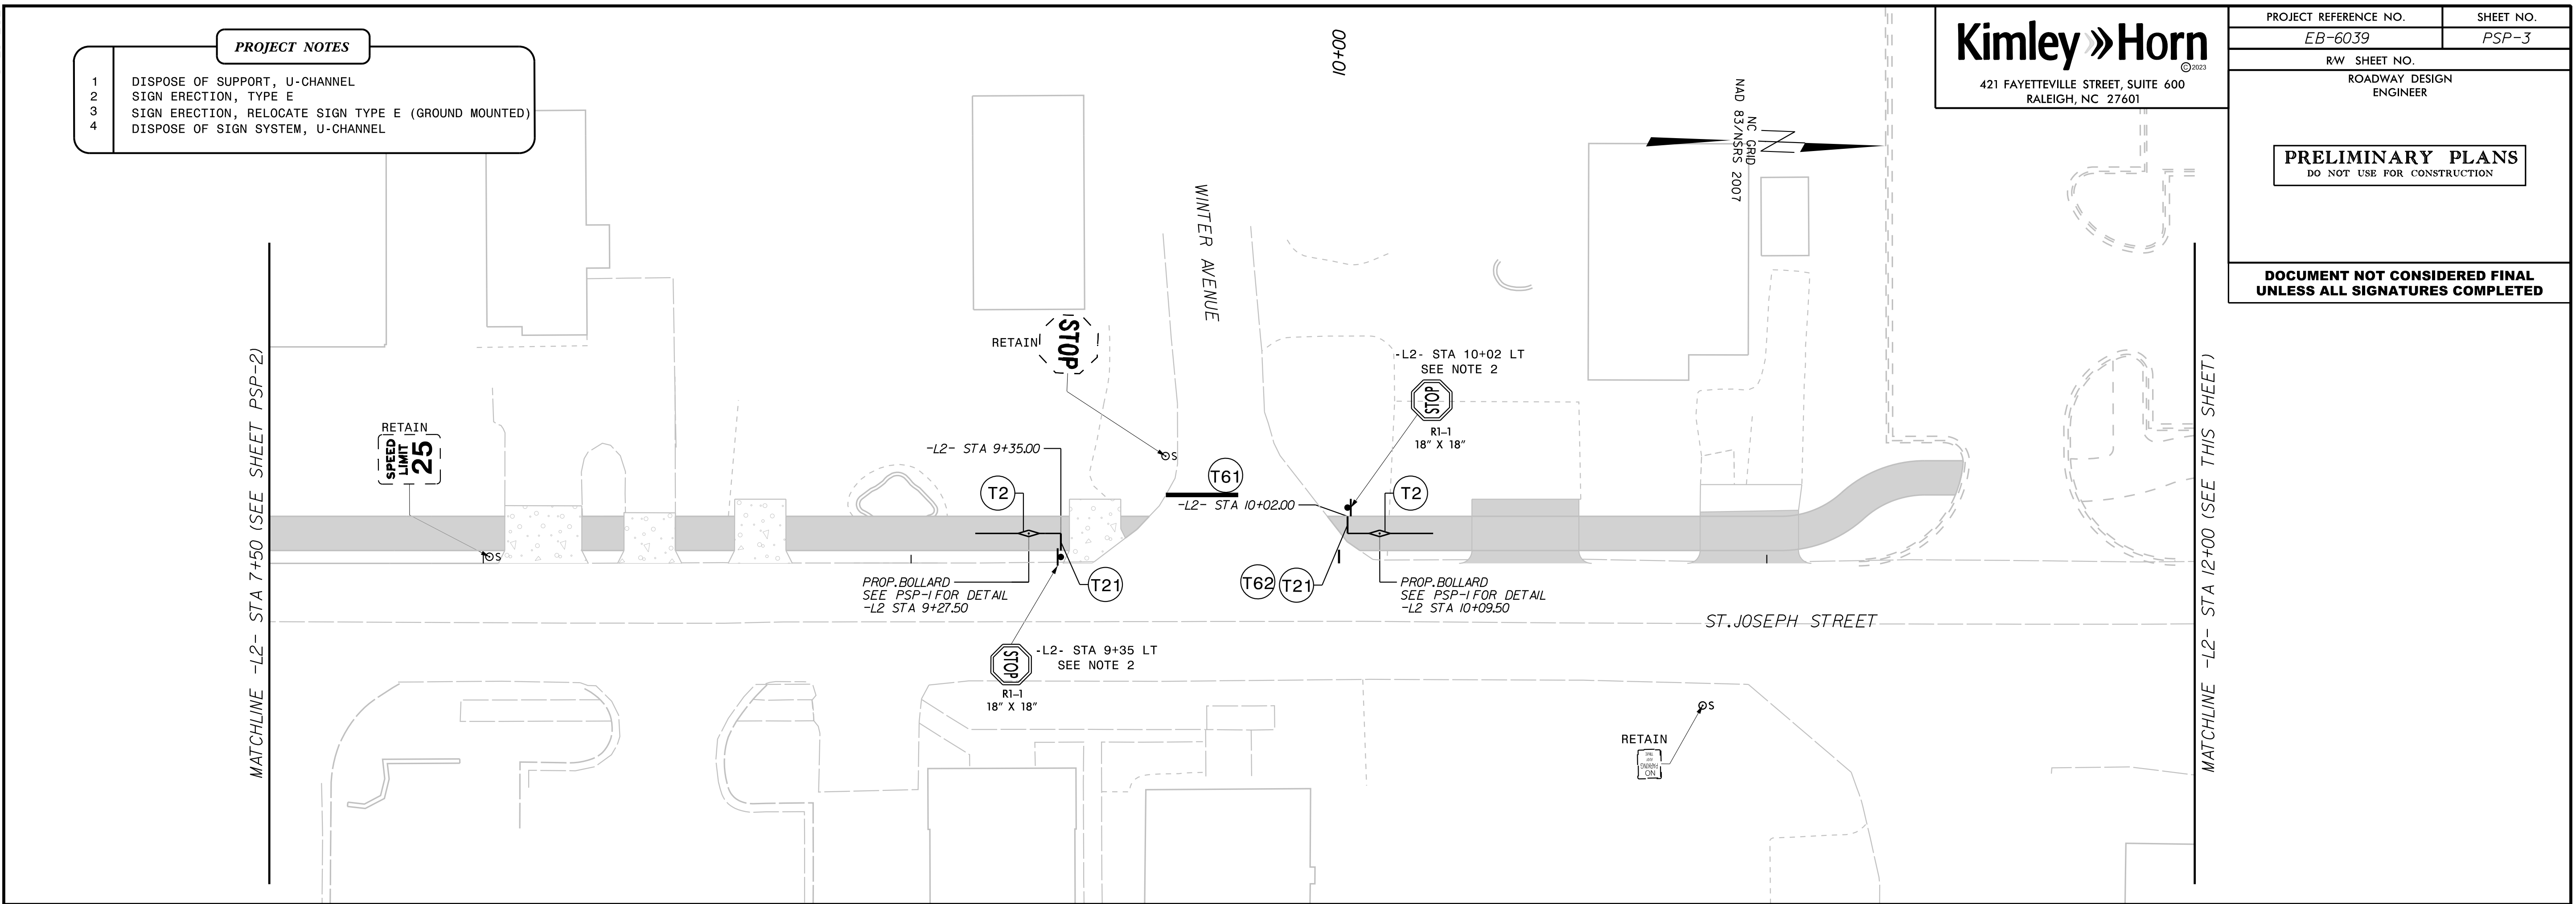 PROJECT NOTES
1 DISPOSE OF SUPPORT, U-CHANNEL
2 SIGN ERECTION, TYPE E
3 SIGN ERECTION, RELOCATE SIGN TYPE E (GROUND MOUNTED)
4 DISPOSE OF SIGN SYSTEM, U-CHANNEL
10+00
Kimley»Horn
© 2023
421 FAYETTEVILLE STREET, SUITE 600
RALEIGH, NC 27601
PROJECT REFERENCE NO.
SHEET NO.
EB-6039
PSP-3
R/W SHEET NO.
ROADWAY DESIGN
ENGINEER
PRELIMINARY PLANS
DO NOT USE FOR CONSTRUCTION
DOCUMENT NOT CONSIDERED FINAL
UNLESS ALL SIGNATURES COMPLETED
NC GRID
NAD 83/NSRS 2007
WINTER AVENUE
MATCHLINE -L2- STA 7+50 (SEE SHEET PSP-2)
RETAIN
SPEED
LIMIT
25
S
RETAIN
STOP
S
-L2- STA 9+35.00
T2
T61
-L2- STA 10+02.00
-L2- STA 10+02 LT
SEE NOTE 2
STOP
R1-1
18" X 18"
T2
PROP.BOLLARD
SEE PSP-1 FOR DETAIL
-L2 STA 9+27.50
T21
T62
T21
PROP.BOLLARD
SEE PSP-1 FOR DETAIL
-L2 STA 10+09.50
ST.JOSEPH STREET
STOP
-L2- STA 9+35 LT
SEE NOTE 2
R1-1
18" X 18"
S
RETAIN
NO
PARKING
MATCHLINE -L2- STA 12+00 (SEE THIS SHEET)